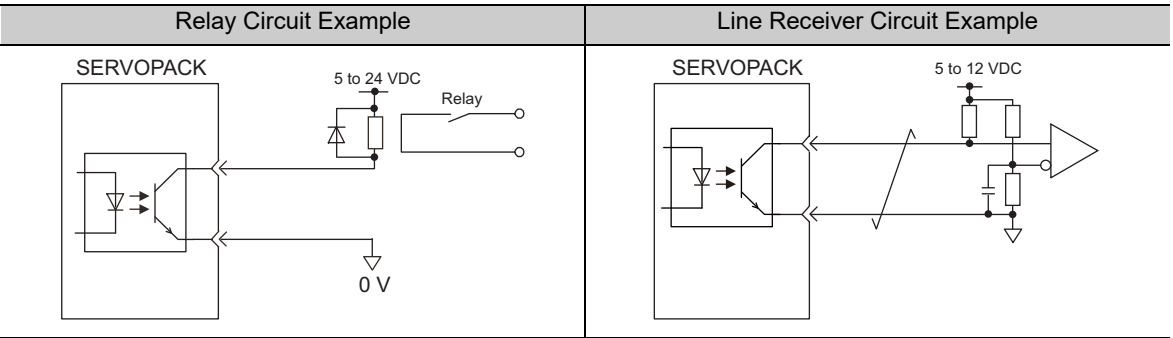 Relay Circuit Example
Line Receiver Circuit Example
SERVOPACK
5 to 24 VDC
Relay
0 V
SERVOPACK
5 to 12 VDC